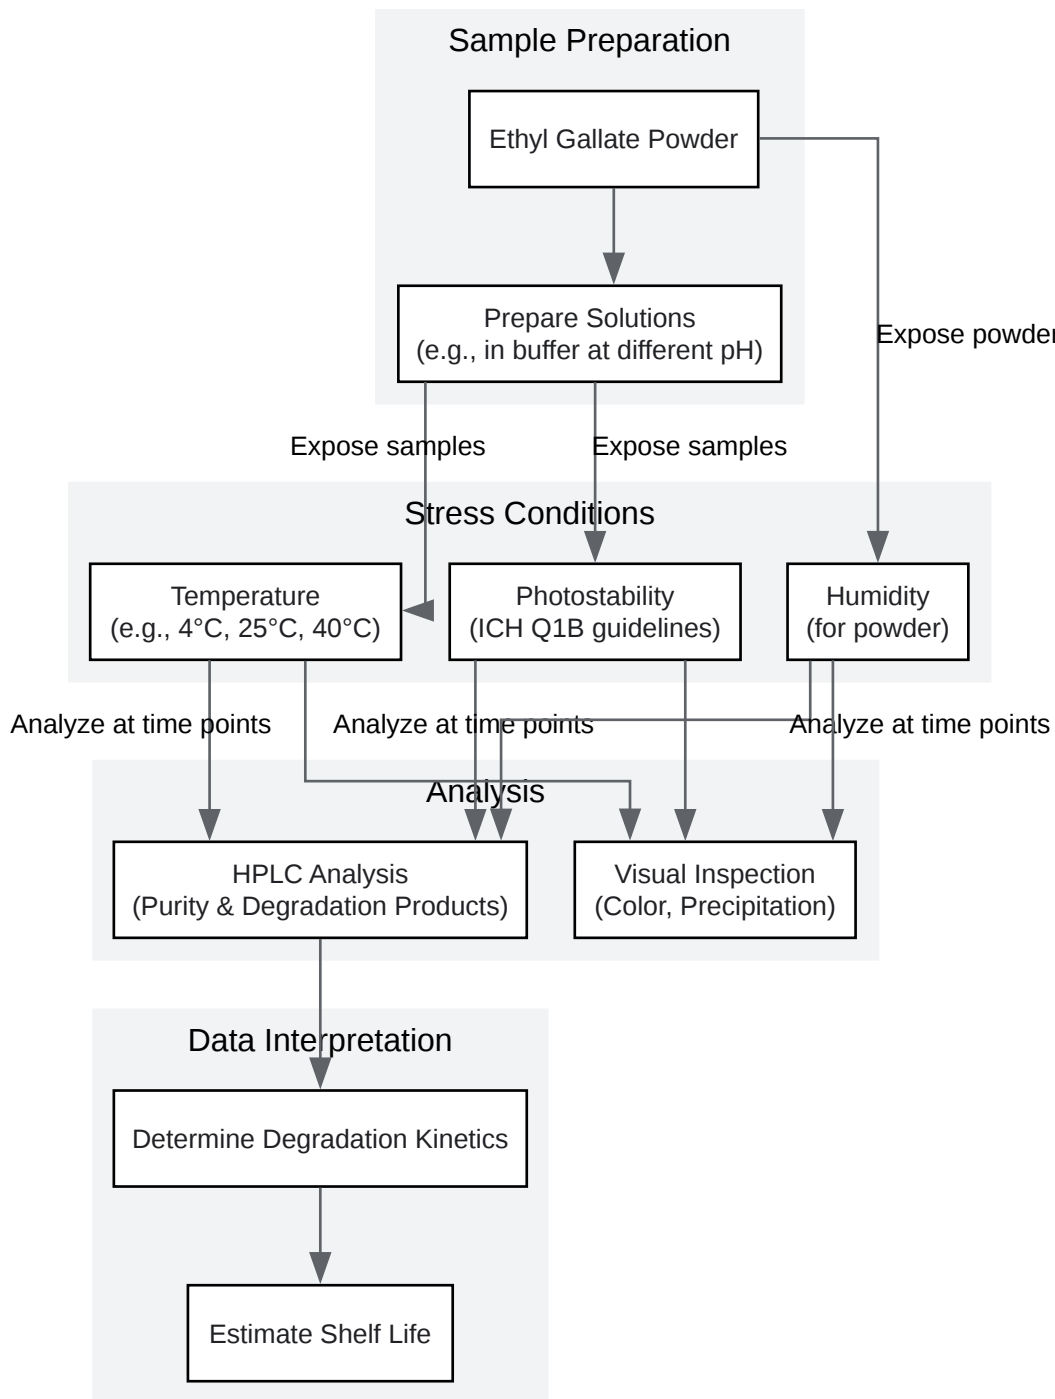 Sample Preparation
Ethyl Gallate Powder
Prepare Solutions
(e.g., in buffer at different pH)
Expose powder
Expose samples
Expose samples
Stress Conditions
Temperature
(e.g., 4°C, 25°C, 40°C)
Photostability
(ICH Q1B guidelines)
Humidity
(for powder)
Analyze at time points
Analyze at time points
Analyze at time points
Analysis
HPLC Analysis
(Purity & Degradation Products)
Visual Inspection
(Color, Precipitation)
Data Interpretation
Determine Degradation Kinetics
Estimate Shelf Life